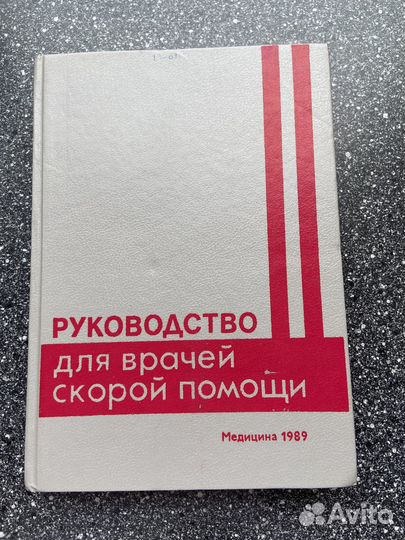 РУКОВОДСТВО
для врачей
скорой помощи
Медицина 1989
Avito